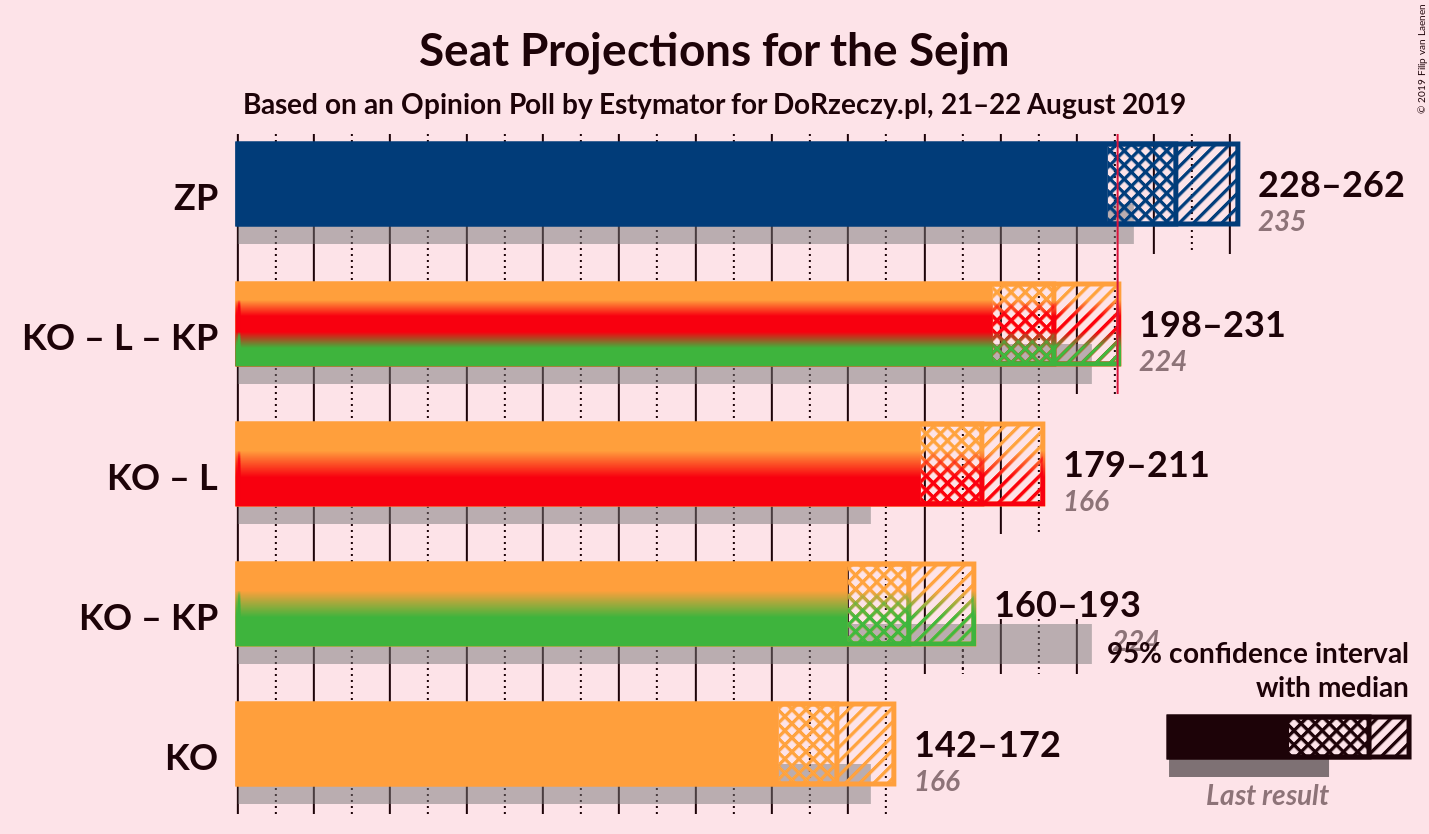 Seat Projections for the Sejm
Based on an Opinion Poll by Estymator for DoRzeczy.pl, 21–22 August 2019
© 2019 Filip van Laenen
ZP
228–262
235
KO – L – KP
198–231
224
KO – L
179–211
166
KO – KP
160–193
224
95% confidence interval
with median
KO
142–172
166
Last result